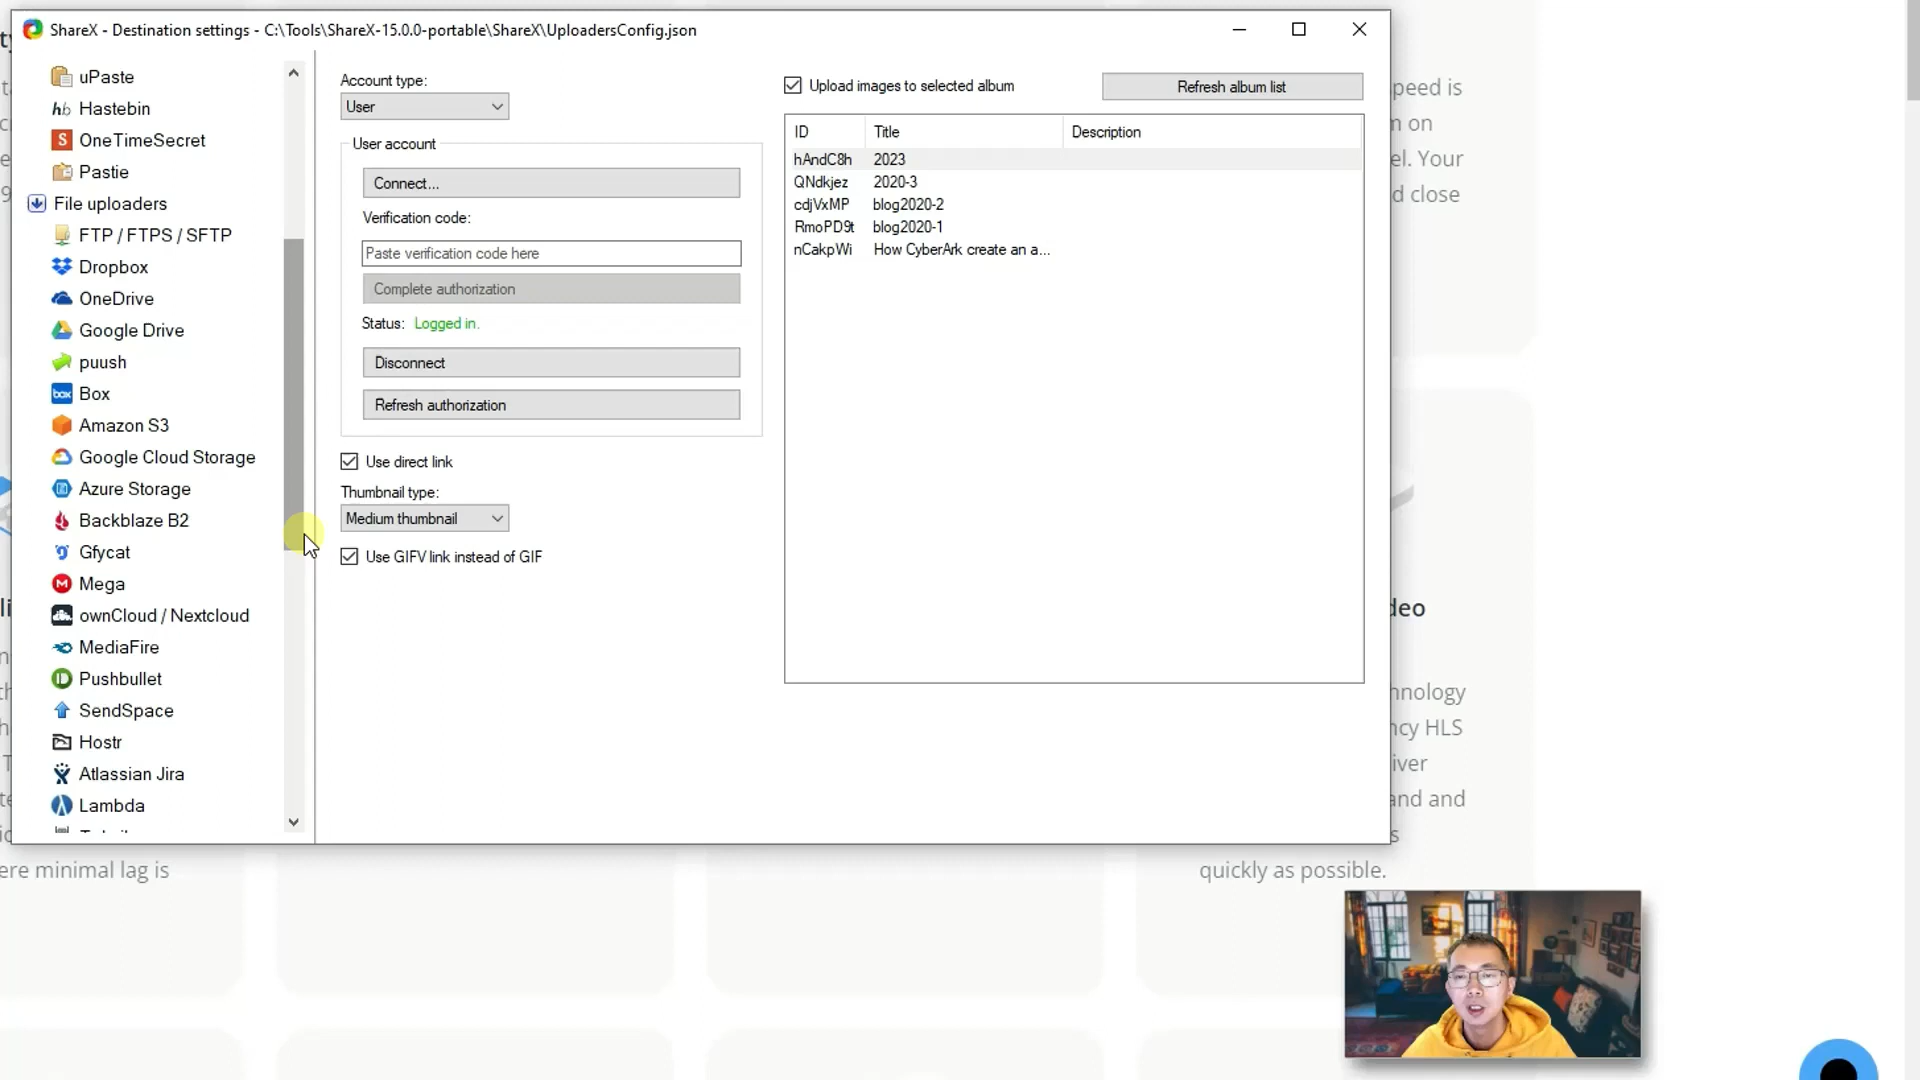 ShareX - Destination settings - C:\Tools\ShareX-15.0.0-portable\ShareX\UploadersConfig.json
uPaste
Hastebin
OneTimeSecret
Pastie
File uploaders
FTP / FTPS / SFTP
Dropbox
OneDrive
Google Drive
puush
Box
Amazon S3
Google Cloud Storage
Azure Storage
Backblaze B2
Gfycat
Mega
ownCloud / Nextcloud
MediaFire
Pushbullet
SendSpace
Hostr
Atlassian Jira
Lambda
Account type:
User
User account
Connect...
Verification code:
Paste verification code here
Complete authorization
Status: Logged in.
Disconnect
Refresh authorization
Use direct link
Thumbnail type:
Medium thumbnail
Use GIFV link instead of GIF
Upload images to selected album
Refresh album list
ID Title Description
hAndC8h 2023
QNdkjez 2020-3
cdjVxMP blog2020-2
RmoPD9t blog2020-1
nCakpWi How CyberArk create an a...
peed is
on
el. Your
d close
deo
hnology
ncy HLS
iver
and and
s
quickly as possible.
ere minimal lag is